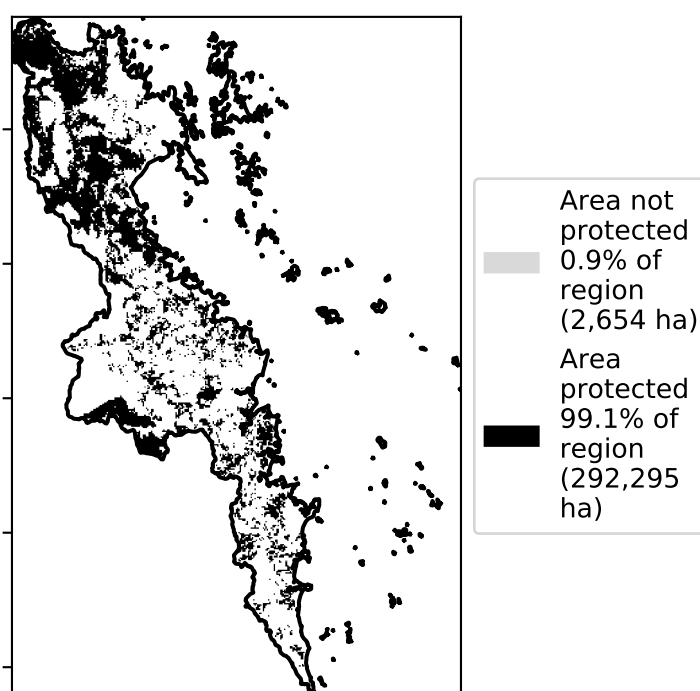 Area not
protected
0.9% of
region
(2,654 ha)
Area
protected
99.1% of
region
(292,295
ha)